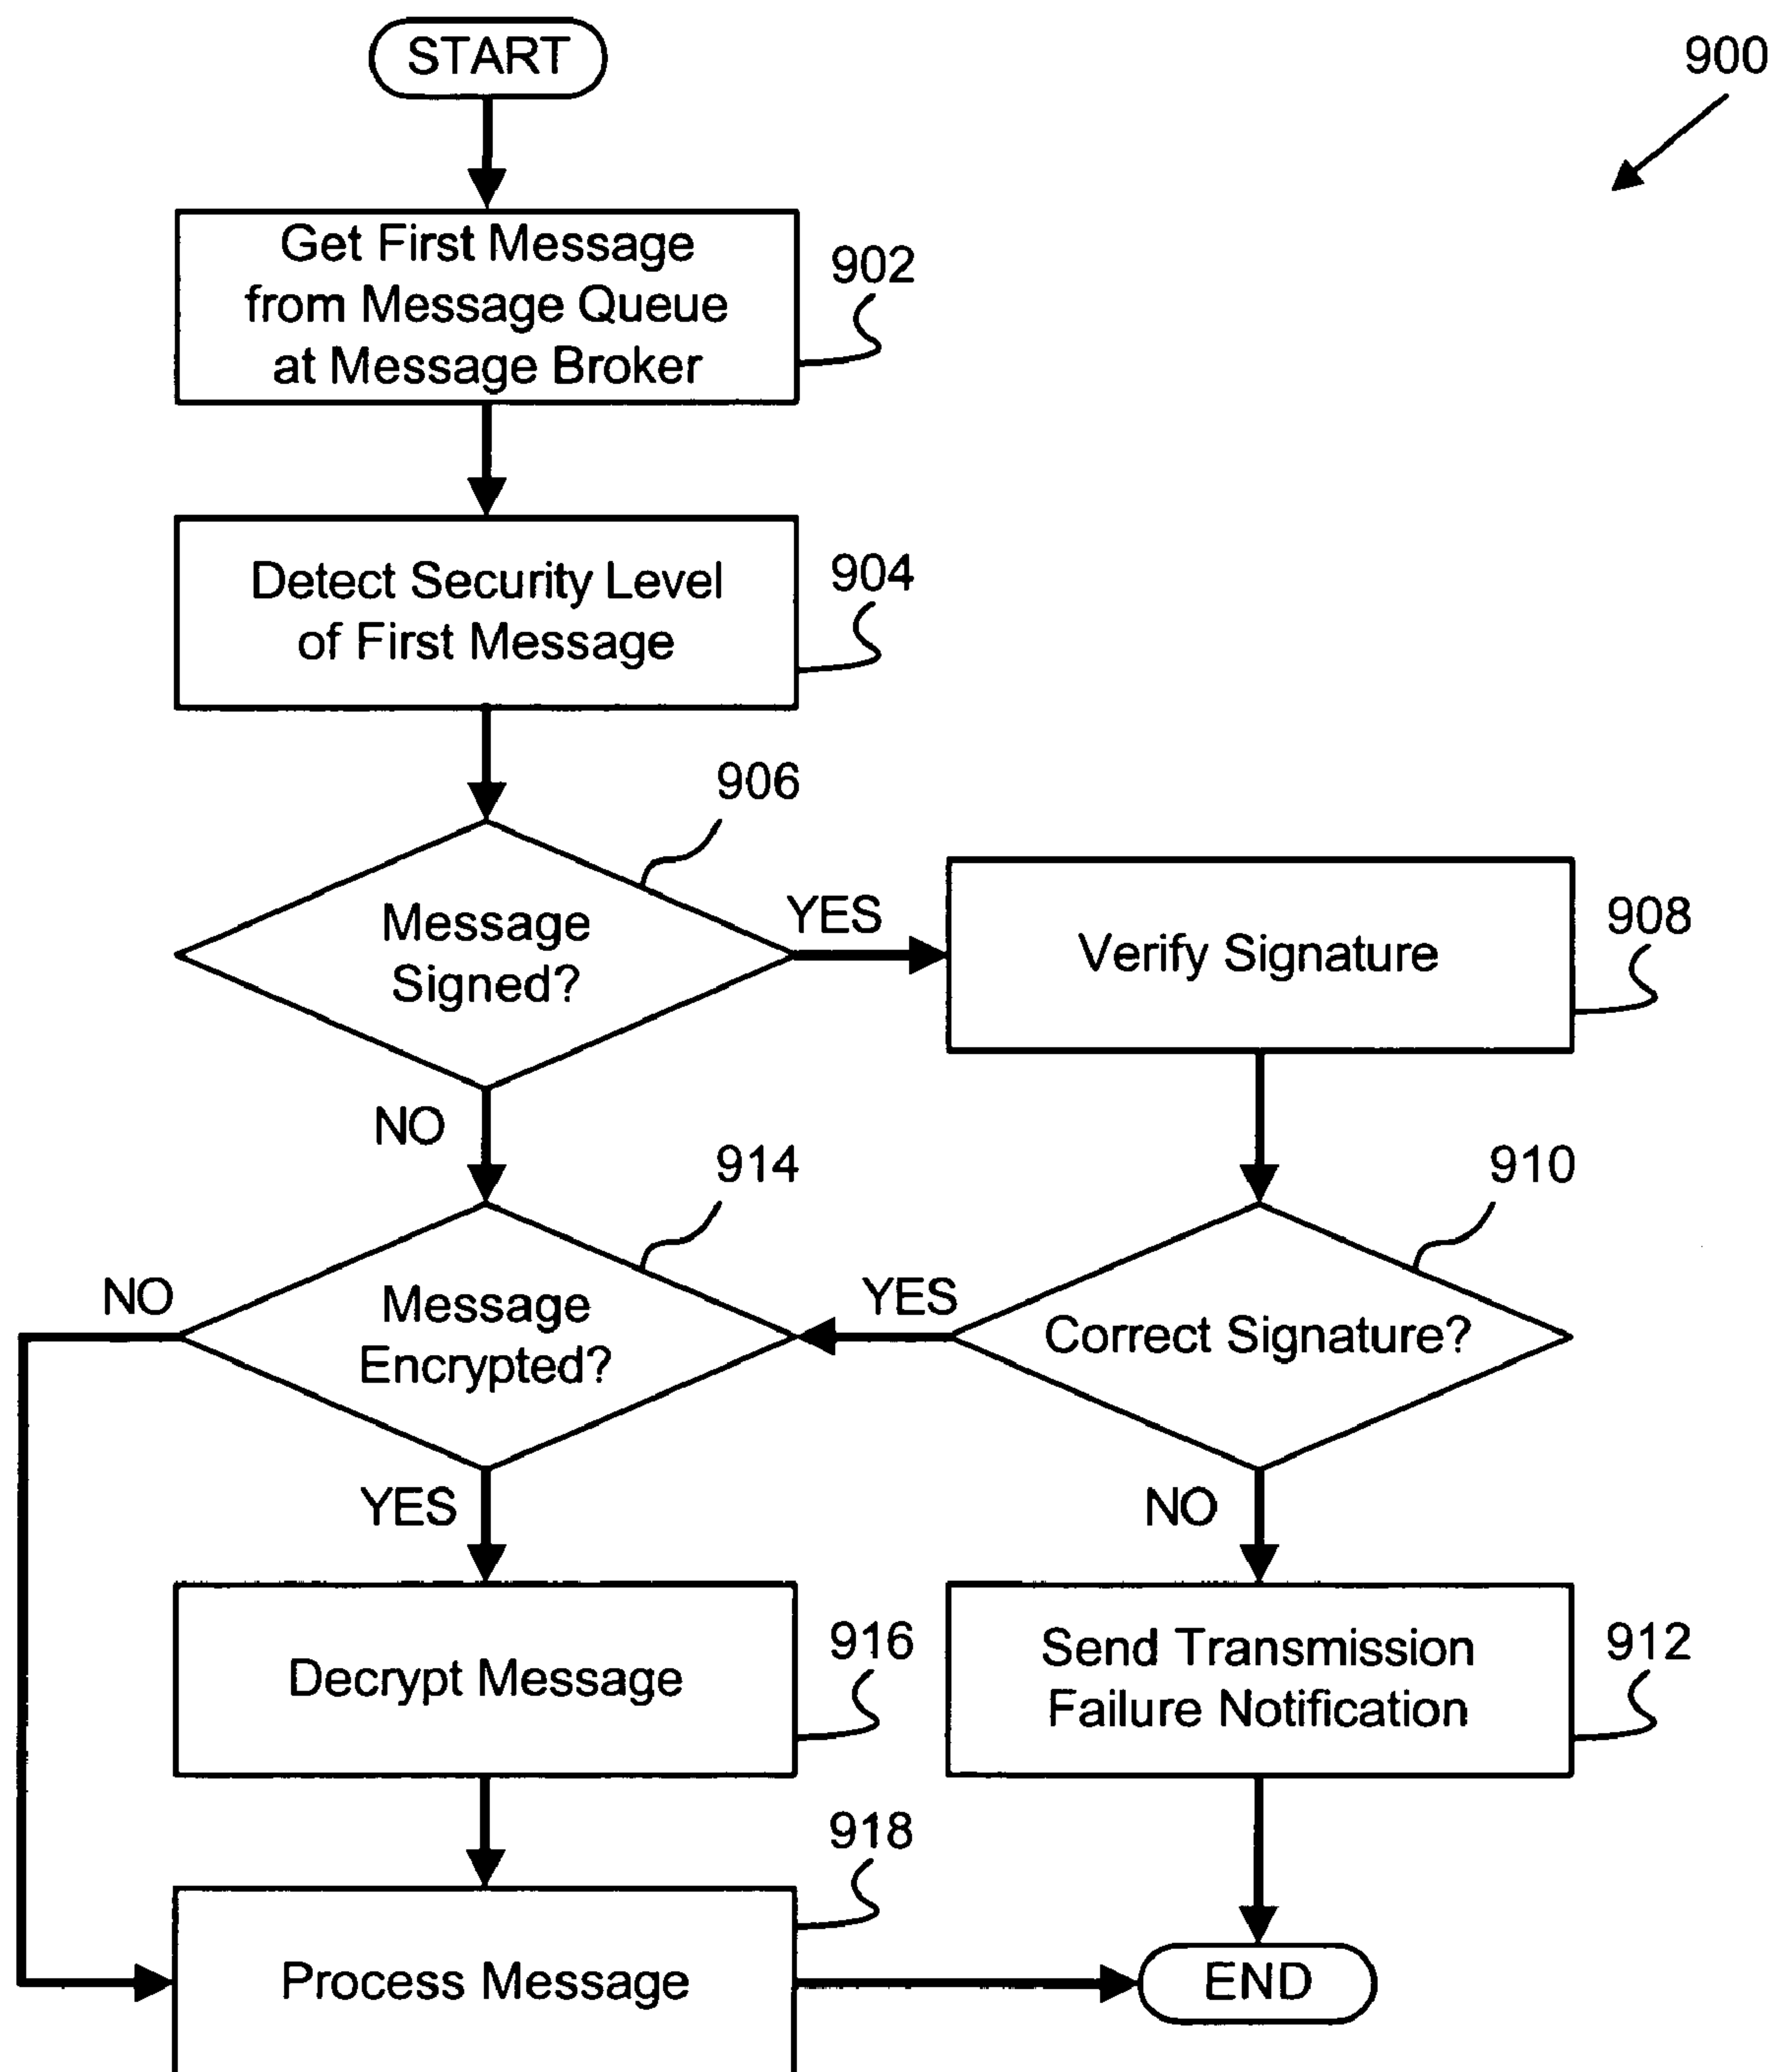 START
900
Get First Message
from Message Queue
at Message Broker
902
Detect Security Level
of First Message
904
906
Message
Signed?
YES
Verify Signature
908
NO
914
910
NO
Message
Encrypted?
YES
Correct Signature?
YES
NO
Decrypt Message
916
Send Transmission
Failure Notification
912
918
Process Message
END